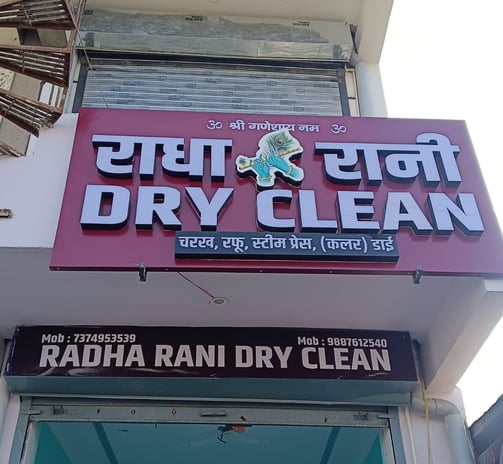 ॐ श्री गणेशाय नम ॐ
राधा रानी
DRY CLEAN
चरख, रफू, स्टीम प्रेस, (कलर) डाई
Mob : 7374953539 Mob : 9887612540
RADHA RANI DRY CLEAN